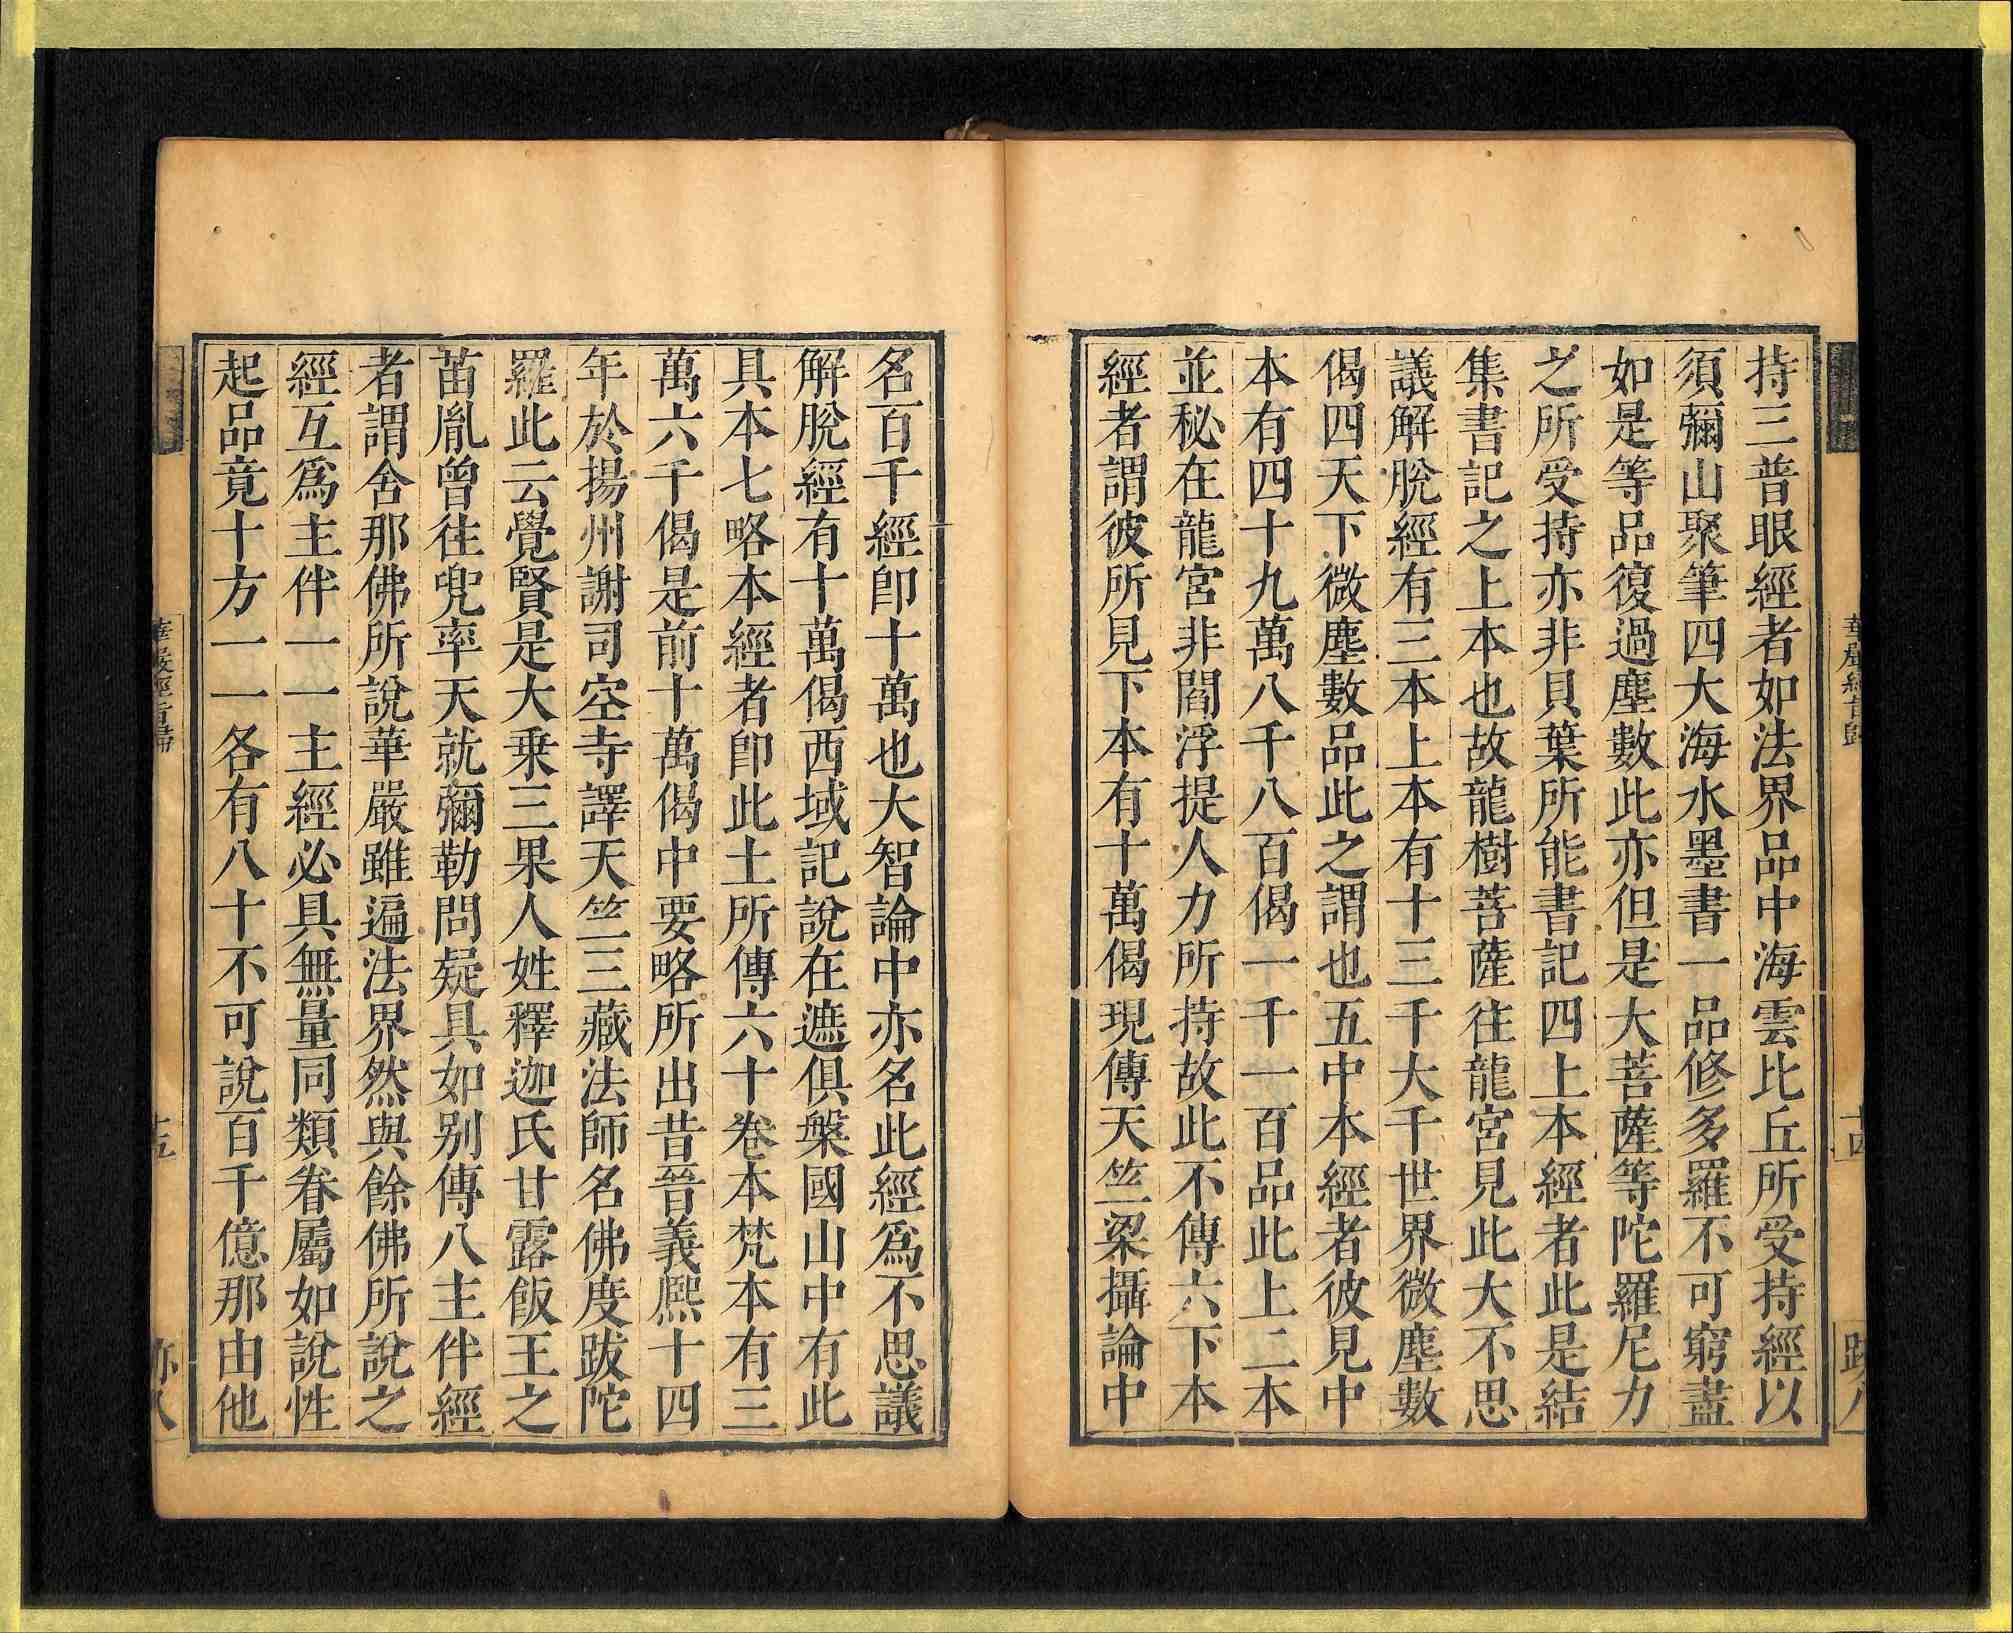 持三普眼經者如法界品中海雲比丘所受持經以
須彌山聚筆四大海水墨書一品修多羅不可窮盡
如是等品復過塵數此亦但是大菩薩等陀羅尼力
之所受持亦非貝葉所能書記四上本經者此是結
集書記之上本也故龍樹菩薩往龍宮見此大不思
議解脫經有三本上本有十三千大千世界微塵數
偈四天下微塵數品此之謂也五中本經者彼見中
本有四十九萬八千八百偈一千一百品此上二本
並秘在龍宮非閻浮提人力所持故此不傳六下本
經者謂彼所見下本有十萬偈現傳天竺梁攝論中
名百千經卽十萬也大智論中亦名此經爲不思議
解脫經有十萬偈西域記說在遮俱槃國山中有此
具本七略本經者卽此土所傳六十卷本梵本有三
萬六千偈是前十萬偈中要略所出昔晉義熈十四
年於揚州謝司空寺譯天竺三藏法師名佛度跋陀
羅此云覺賢是大乗三果人姓釋迦氏甘露飯王之
苗胤曾往兜率天就彌勒問疑具如别傳八主伴經
者謂舍那佛所說華嚴雖遍法界然與餘佛所說之
經互爲主伴一一主經必具無量同類眷屬如說性
起品竟十方一一各有八十不可說百千億那由他
華嚴經旨歸
十五